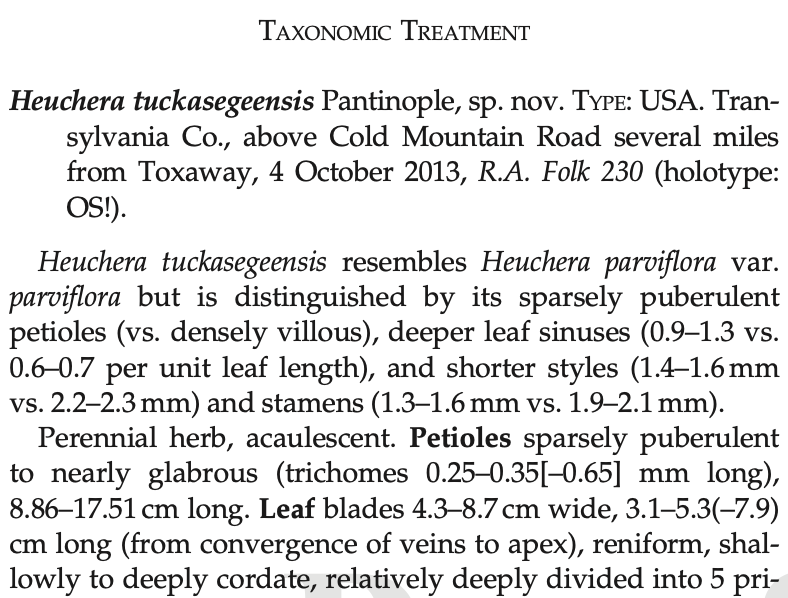 TAXONOMIC TREATMENT
Heuchera tuckasegeensis Pantinople, sp. nov. TYPE: USA. Tran-
sylvania Co., above Cold Mountain Road several miles
from Toxaway, 4 October 2013, R.A. Folk 230 (holotype:
OS!).
Heuchera tuckasegeensis resembles Heuchera parviflora var.
parviflora but is distinguished by its sparsely puberulent
petioles (vs. densely villous), deeper leaf sinuses (0.9–1.3 vs.
0.6–0.7 per unit leaf length), and shorter styles (1.4–1.6 mm
vs. 2.2–2.3 mm) and stamens (1.3–1.6 mm vs. 1.9–2.1 mm).
Perennial herb, acaulescent. Petioles sparsely puberulent
to nearly glabrous (trichomes 0.25–0.35[–0.65] mm long),
8.86–17.51 cm long. Leaf blades 4.3–8.7 cm wide, 3.1–5.3(–7.9)
cm long (from convergence of veins to apex), reniform, shal-
lowly to deeply cordate, relatively deeply divided into 5 pri-